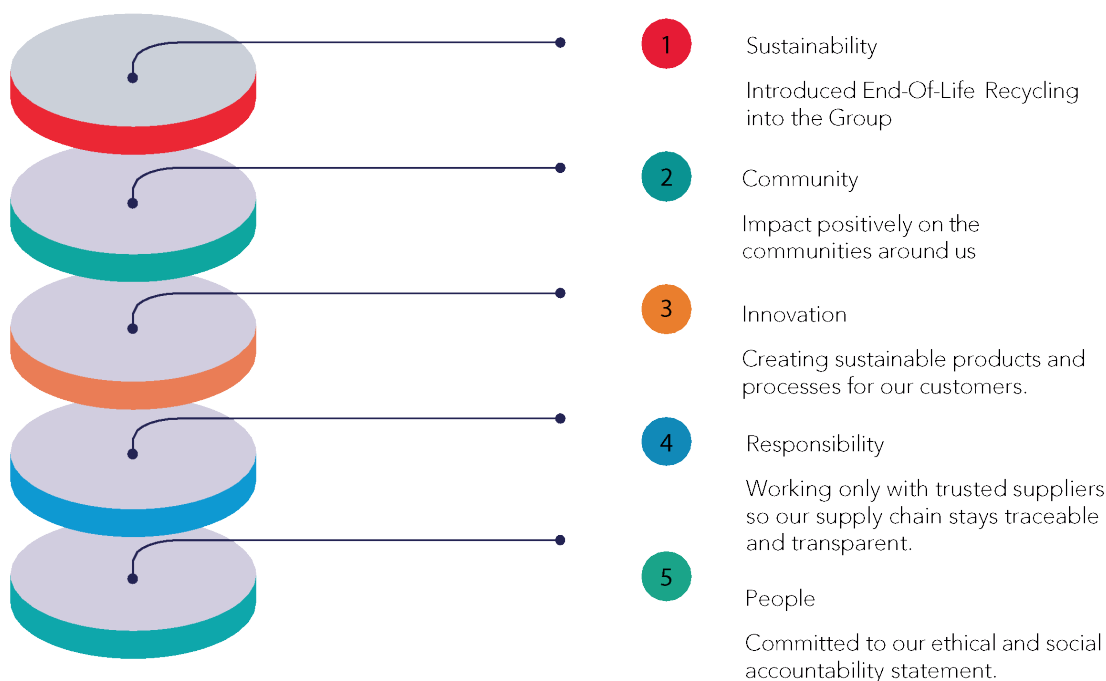 1
Sustainability
Introduced End-Of-Life Recycling
into the Group
2
Community
Impact positively on the
communities around us
3
Innovation
Creating sustainable products and
processes for our customers.
4
Responsibility
Working only with trusted suppliers
so our supply chain stays traceable
and transparent.
5
People
Committed to our ethical and social
accountability statement.